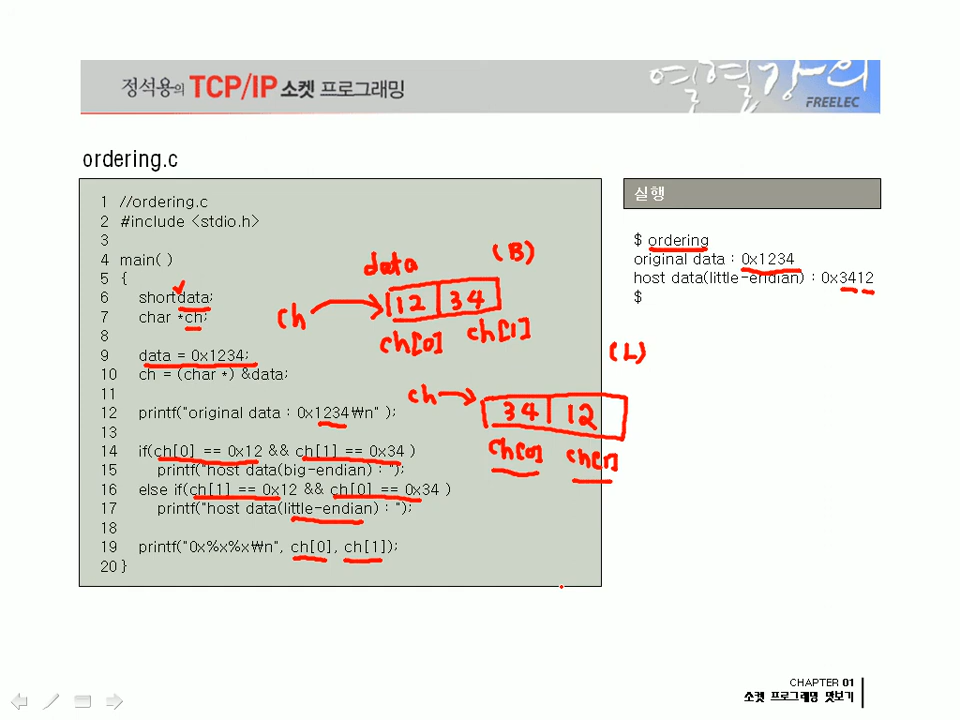 정석용의 TCP/IP 소켓 프로그래밍
열혈강의
FREELEC
ordering.c
1 //ordering.c
2 #include <stdio.h>
3
4 main( )
5 {
6 shortdata;
7 char *ch;
8
9 data = 0x1234;
10 ch = (char *) &data;
11
12 printf("original data : 0x1234₩n" );
13
14 if(ch[0] == 0x12 && ch[1] == 0x34 )
15 printf("host data(big-endian) : ");
16 else if(ch[1] == 0x12 && ch[0] == 0x34 )
17 printf("host data(little-endian) : ");
18
19 printf("0x%x%x₩n", ch[0], ch[1]);
20 }
data (B)
ch 12 34
ch[0] ch[1]
(L)
ch 34 12
ch[0] ch[1]
실행
$ ordering
original data : 0x1234
host data(little-endian) : 0x3412
$
CHAPTER 01
소켓 프로그래밍 맛보기